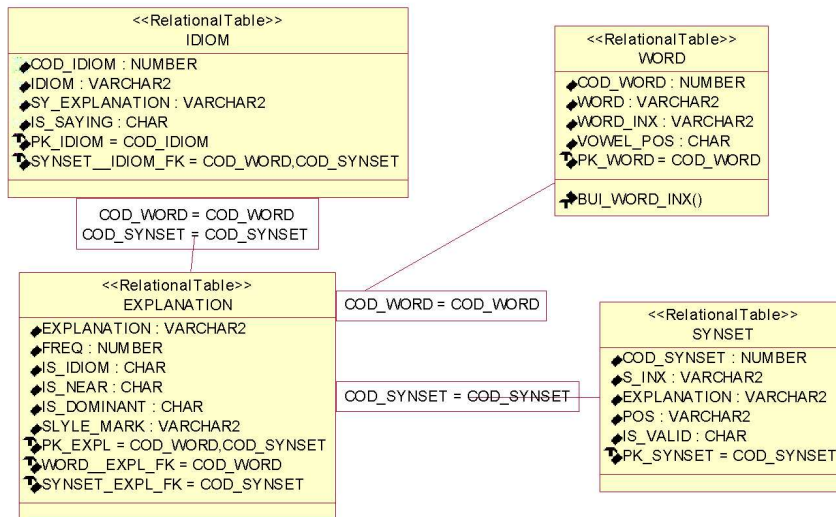 <<RelationalTable>>
IDIOM
COD_IDIOM : NUMBER
IDIOM : VARCHAR2
SY_EXPLANATION : VARCHAR2
IS_SAYING : CHAR
PK_IDIOM = COD_IDIOM
SYNSET__IDIOM_FK = COD_WORD,COD_SYNSET
<<RelationalTable>>
WORD
COD_WORD : NUMBER
WORD : VARCHAR2
WORD_INX : VARCHAR2
VOWEL_POS : CHAR
PK_WORD = COD_WORD
BUI_WORD_INX()
COD_WORD = COD_WORD
COD_SYNSET = COD_SYNSET
<<RelationalTable>>
EXPLANATION
EXPLANATION : VARCHAR2
FREQ : NUMBER
IS_IDIOM : CHAR
IS_NEAR : CHAR
IS_DOMINANT : CHAR
SLYLE_MARK : VARCHAR2
PK_EXPL = COD_WORD,COD_SYNSET
WORD__EXPL_FK = COD_WORD
SYNSET_EXPL_FK = COD_SYNSET
COD_WORD = COD_WORD
COD_SYNSET = COD_SYNSET
<<RelationalTable>>
SYNSET
COD_SYNSET : NUMBER
S_INX : VARCHAR2
EXPLANATION : VARCHAR2
POS : VARCHAR2
IS_VALID : CHAR
PK_SYNSET = COD_SYNSET